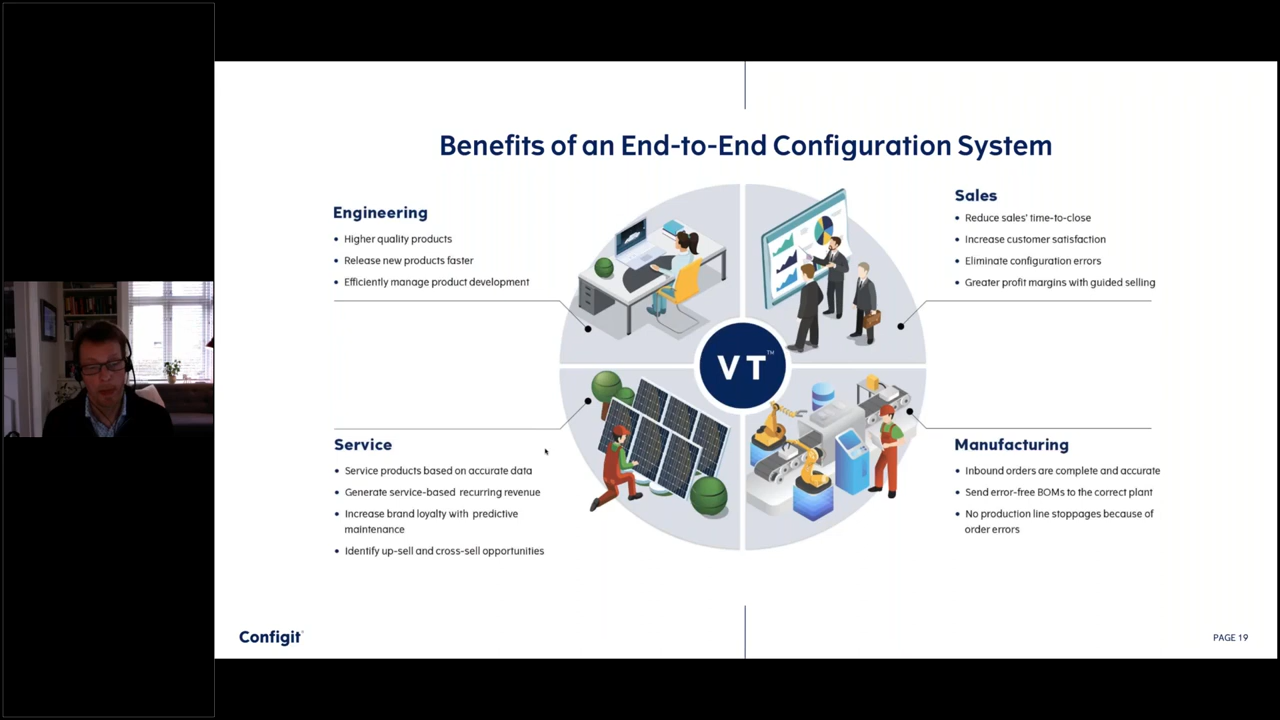 Benefits of an End-to-End Configuration System
Engineering
• Higher quality products
• Release new products faster
• Efficiently manage product development
Sales
• Reduce sales' time-to-close
• Increase customer satisfaction
• Eliminate configuration errors
• Greater profit margins with guided selling
VT™
Service
• Service products based on accurate data
• Generate service-based recurring revenue
• Increase brand loyalty with predictive
maintenance
• Identify up-sell and cross-sell opportunities
Manufacturing
• Inbound orders are complete and accurate
• Send error-free BOMs to the correct plant
• No production line stoppages because of
order errors
Configit
PAGE 19